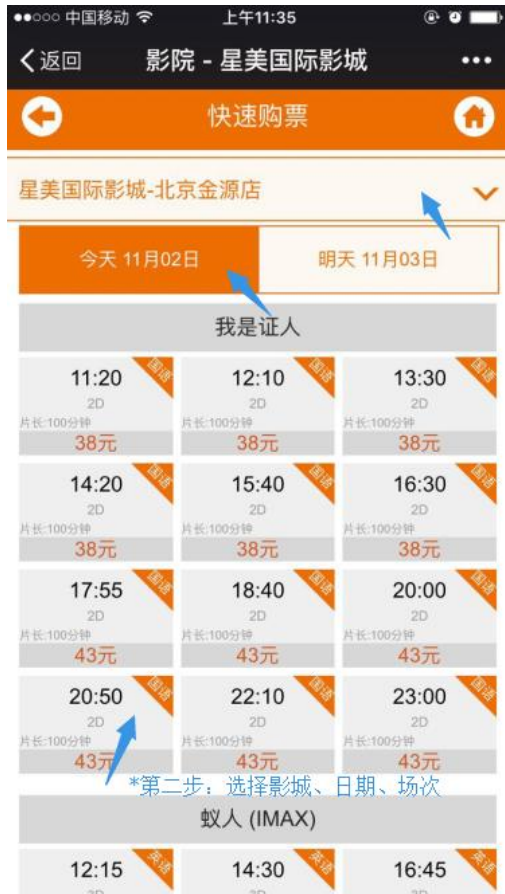 中国移动 上午11:35
返回 影院 - 星美国际影城
快速购票
星美国际影城-北京金源店
今天 11月02日 明天 11月03日
我是证人
11:20 国语 12:10 国语 13:30 国语
2D 2D 2D
片长:100分钟 片长:100分钟 片长:100分钟
38元 38元 38元
14:20 国语 15:40 国语 16:30 国语
2D 2D 2D
片长:100分钟 片长:100分钟 片长:100分钟
38元 38元 38元
17:55 国语 18:40 国语 20:00 国语
2D 2D 2D
片长:100分钟 片长:100分钟 片长:100分钟
43元 43元 43元
20:50 国语 22:10 国语 23:00 国语
2D 2D 2D
片长:100分钟 片长:100分钟 片长:100分钟
43元 43元 43元
*第二步：选择影城、日期、场次
蚁人 (IMAX)
12:15 英语 14:30 英语 16:45 英语